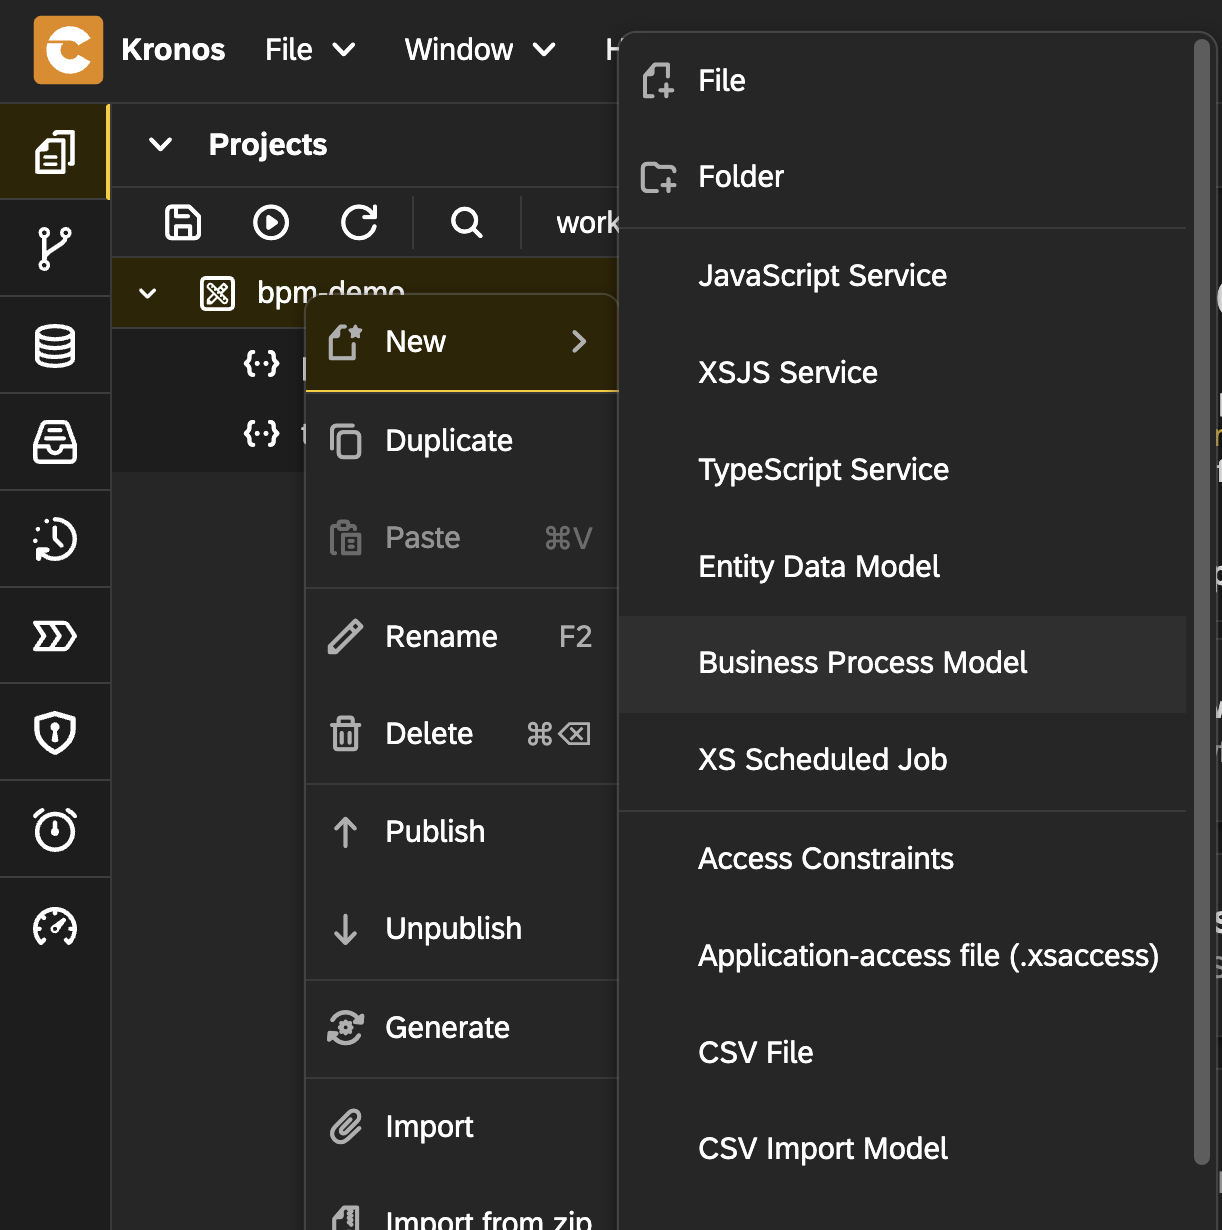 Kronos File Window
Projects
bpm-demo
New
Duplicate
Paste ⌘V
Rename F2
Delete ⌘⌫
Publish
Unpublish
Generate
Import
Import from zip
File
Folder
JavaScript Service
XSJS Service
TypeScript Service
Entity Data Model
Business Process Model
XS Scheduled Job
Access Constraints
Application-access file (.xsaccess)
CSV File
CSV Import Model